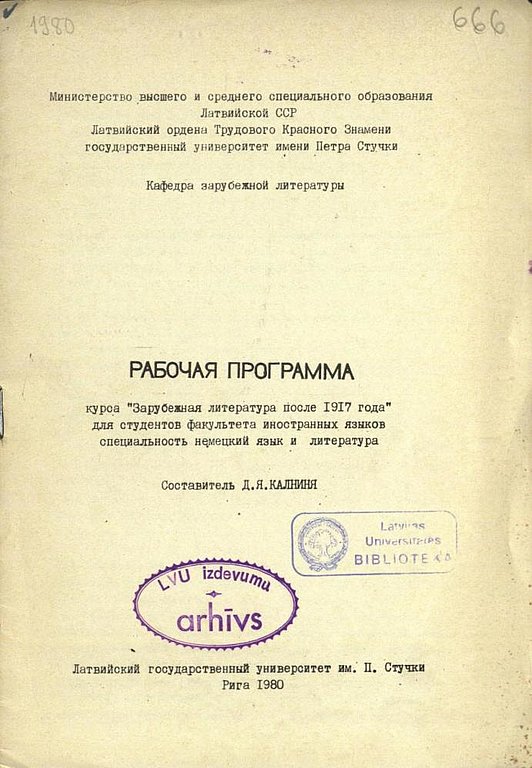 1980
666
Министерство высшего и среднего специального образования
Латвийской ССР
Латвийский ордена Трудового Красного Знамени
государственный университет имени Петра Стучки
Кафедра зарубежной литературы
РАБОЧАЯ ПРОГРАММА
курса "Зарубежная литература после 1917 года"
для студентов факультета иностранных языков
специальность немецкий язык и литература
Составитель Д.Я.КАЛНИНЯ
Latvijas
Universitātes
BIBLIOTEKA
LVU izdevumu
arhīvs
Латвийский государственный университет им. П. Стучки
Рига 1980